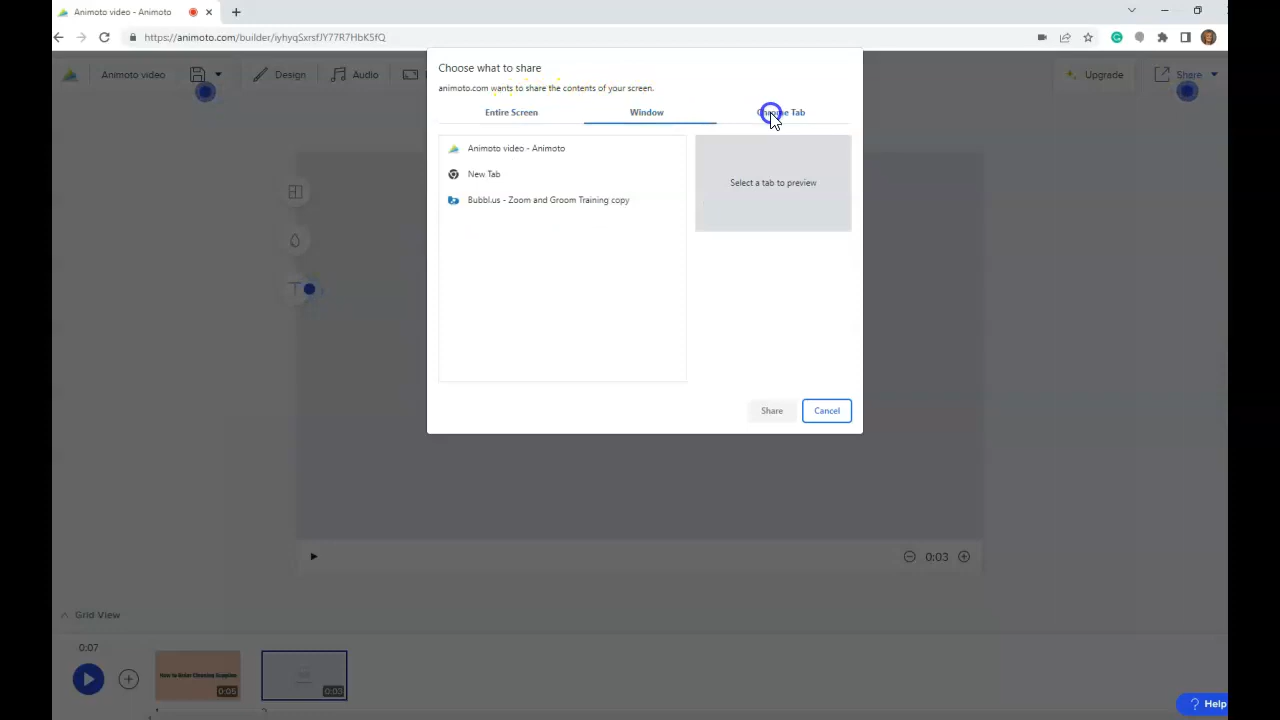 Animoto video - Animoto
https://animoto.com/builder/iyhyqSxrsfJY77R7HbK5fQ
Animoto video
Design
Audio
Upgrade
Share
Choose what to share
animoto.com wants to share the contents of your screen.
Entire Screen
Window
Chrome Tab
Animoto video - Animoto
New Tab
Bubbl.us - Zoom and Groom Training copy
Select a tab to preview
Share
Cancel
0:03
Grid View
0:07
0:05
0:03
1
2
? Help